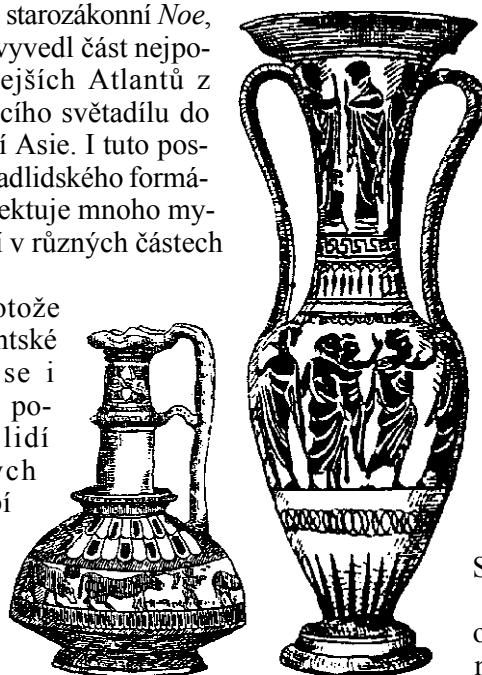 starozákonní Noe,
vyvedl část nejpo-
ejších Atlantů z
cího světadílu do
í Asie. I tuto pos-
adlidského formá-
ektuje mnoho my-
í v různých částech
otože
ntské
se i
po-
lidí
ých
bí
S
o
r